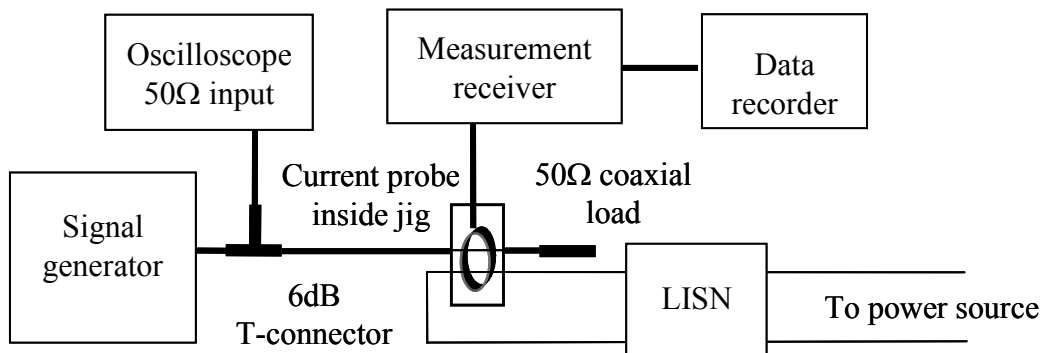 Oscilloscope
50Ω input
Measurement
receiver
Data
recorder
Signal
generator
Current probe
inside jig
50Ω coaxial
load
6dB
T-connector
LISN
To power source